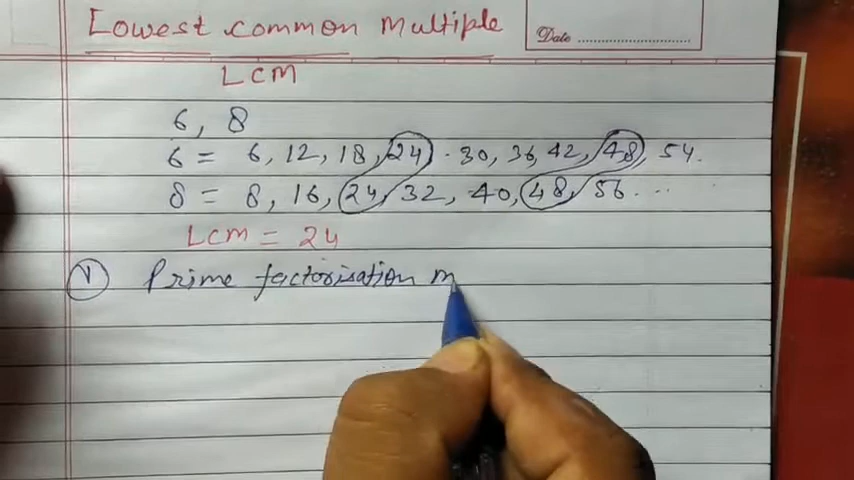 Lowest common multiple
Date
LCM
6, 8
6 = 6, 12, 18, 24, 30, 36, 42, 48, 54.
8 = 8, 16, 24, 32, 40, 48, 56...
LCM = 24
Prime factorisation m